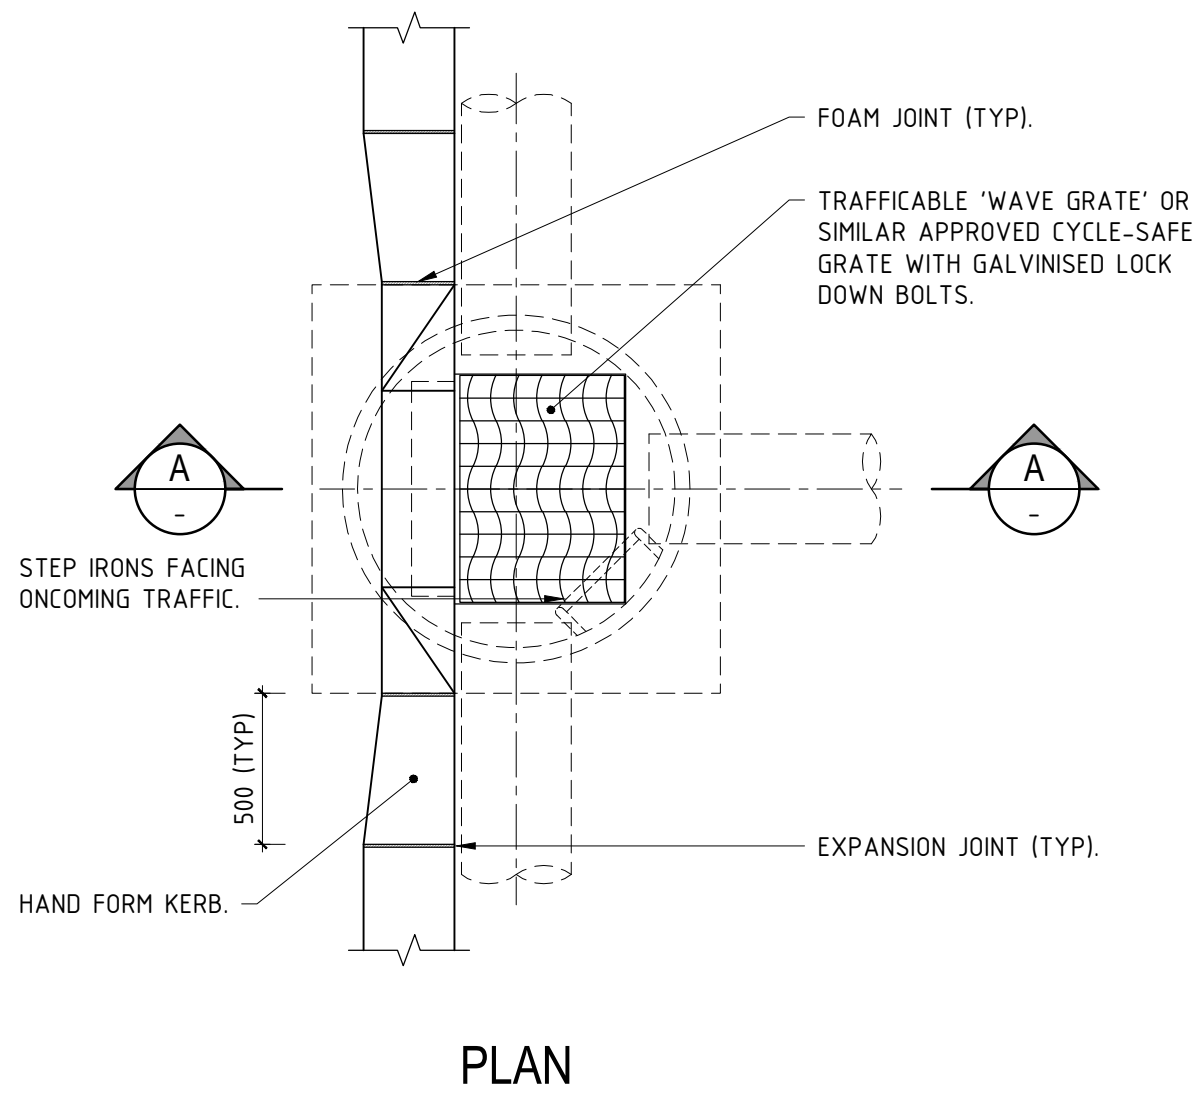 FOAM JOINT (TYP).
TRAFFICABLE 'WAVE GRATE' OR
SIMILAR APPROVED CYCLE-SAFE
GRATE WITH GALVINISED LOCK
DOWN BOLTS.
A
-
A
-
STEP IRONS FACING
ONCOMING TRAFFIC.
500 (TYP)
EXPANSION JOINT (TYP).
HAND FORM KERB.
PLAN